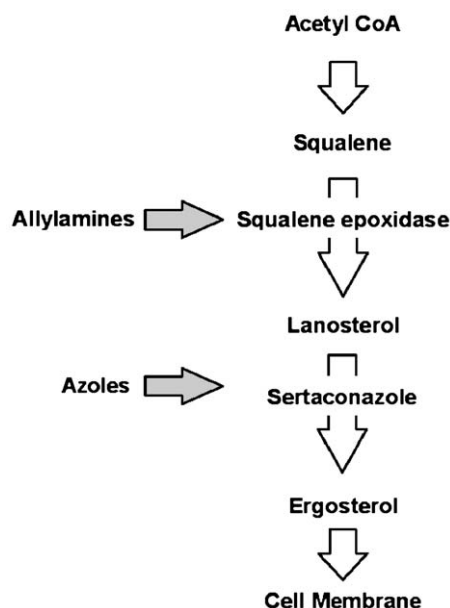 Acetyl CoA
Squalene
Allylamines
Squalene epoxidase
Lanosterol
Azoles
Sertaconazole
Ergosterol
Cell Membrane